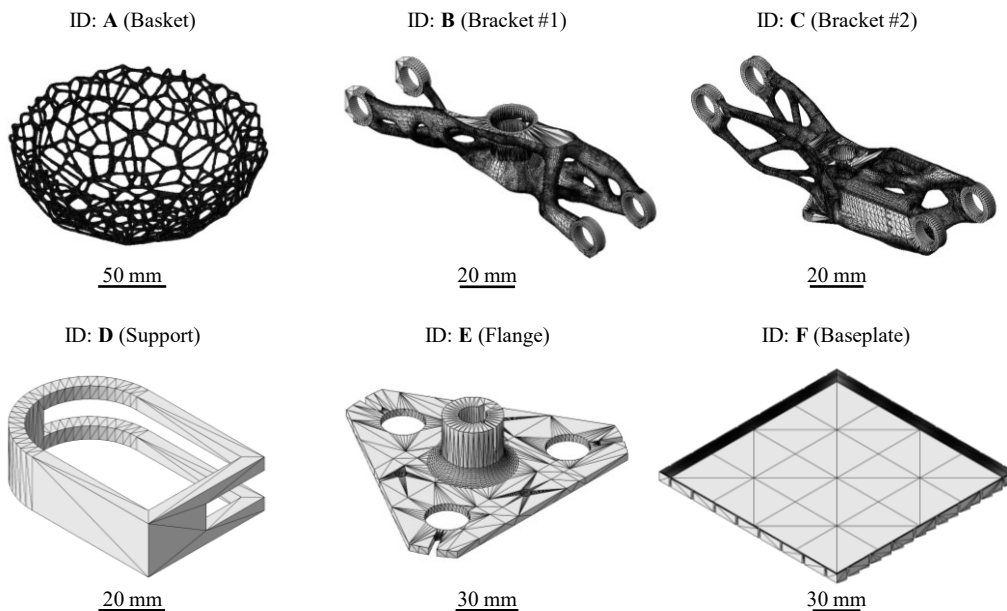 ID: A (Basket)
ID: B (Bracket #1)
ID: C (Bracket #2)
50 mm
20 mm
20 mm
ID: D (Support)
ID: E (Flange)
ID: F (Baseplate)
20 mm
30 mm
30 mm